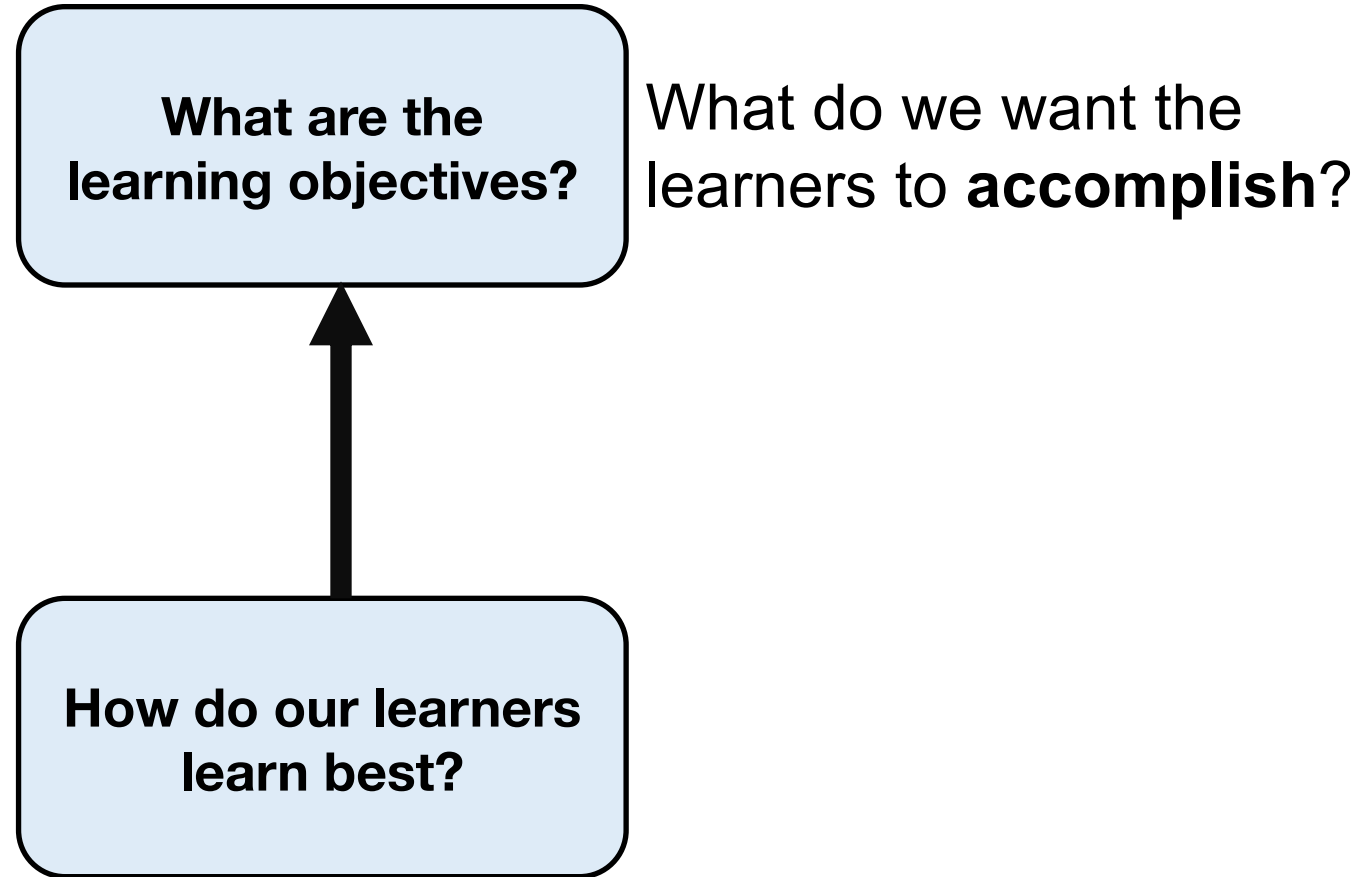 What are the
learning objectives?
What do we want the
learners to accomplish?
How do our learners
learn best?